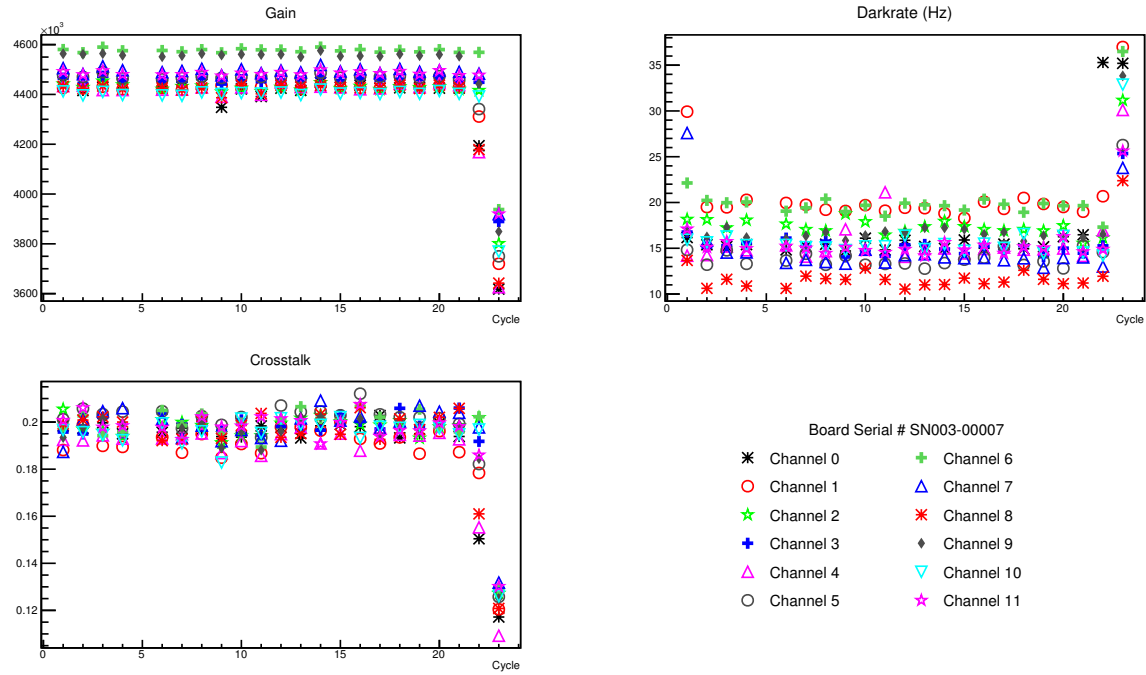 Gain
×10³
4600
4400
4200
4000
3800
3600
0 5 10 15 20
Cycle
Darkrate (Hz)
35
30
25
20
15
10
0 5 10 15 20
Cycle
Crosstalk
0.2
0.18
0.16
0.14
0.12
0 5 10 15 20
Cycle
Board Serial # SN003-00007
Channel 0
Channel 6
Channel 1
Channel 7
Channel 2
Channel 8
Channel 3
Channel 9
Channel 4
Channel 10
Channel 5
Channel 11